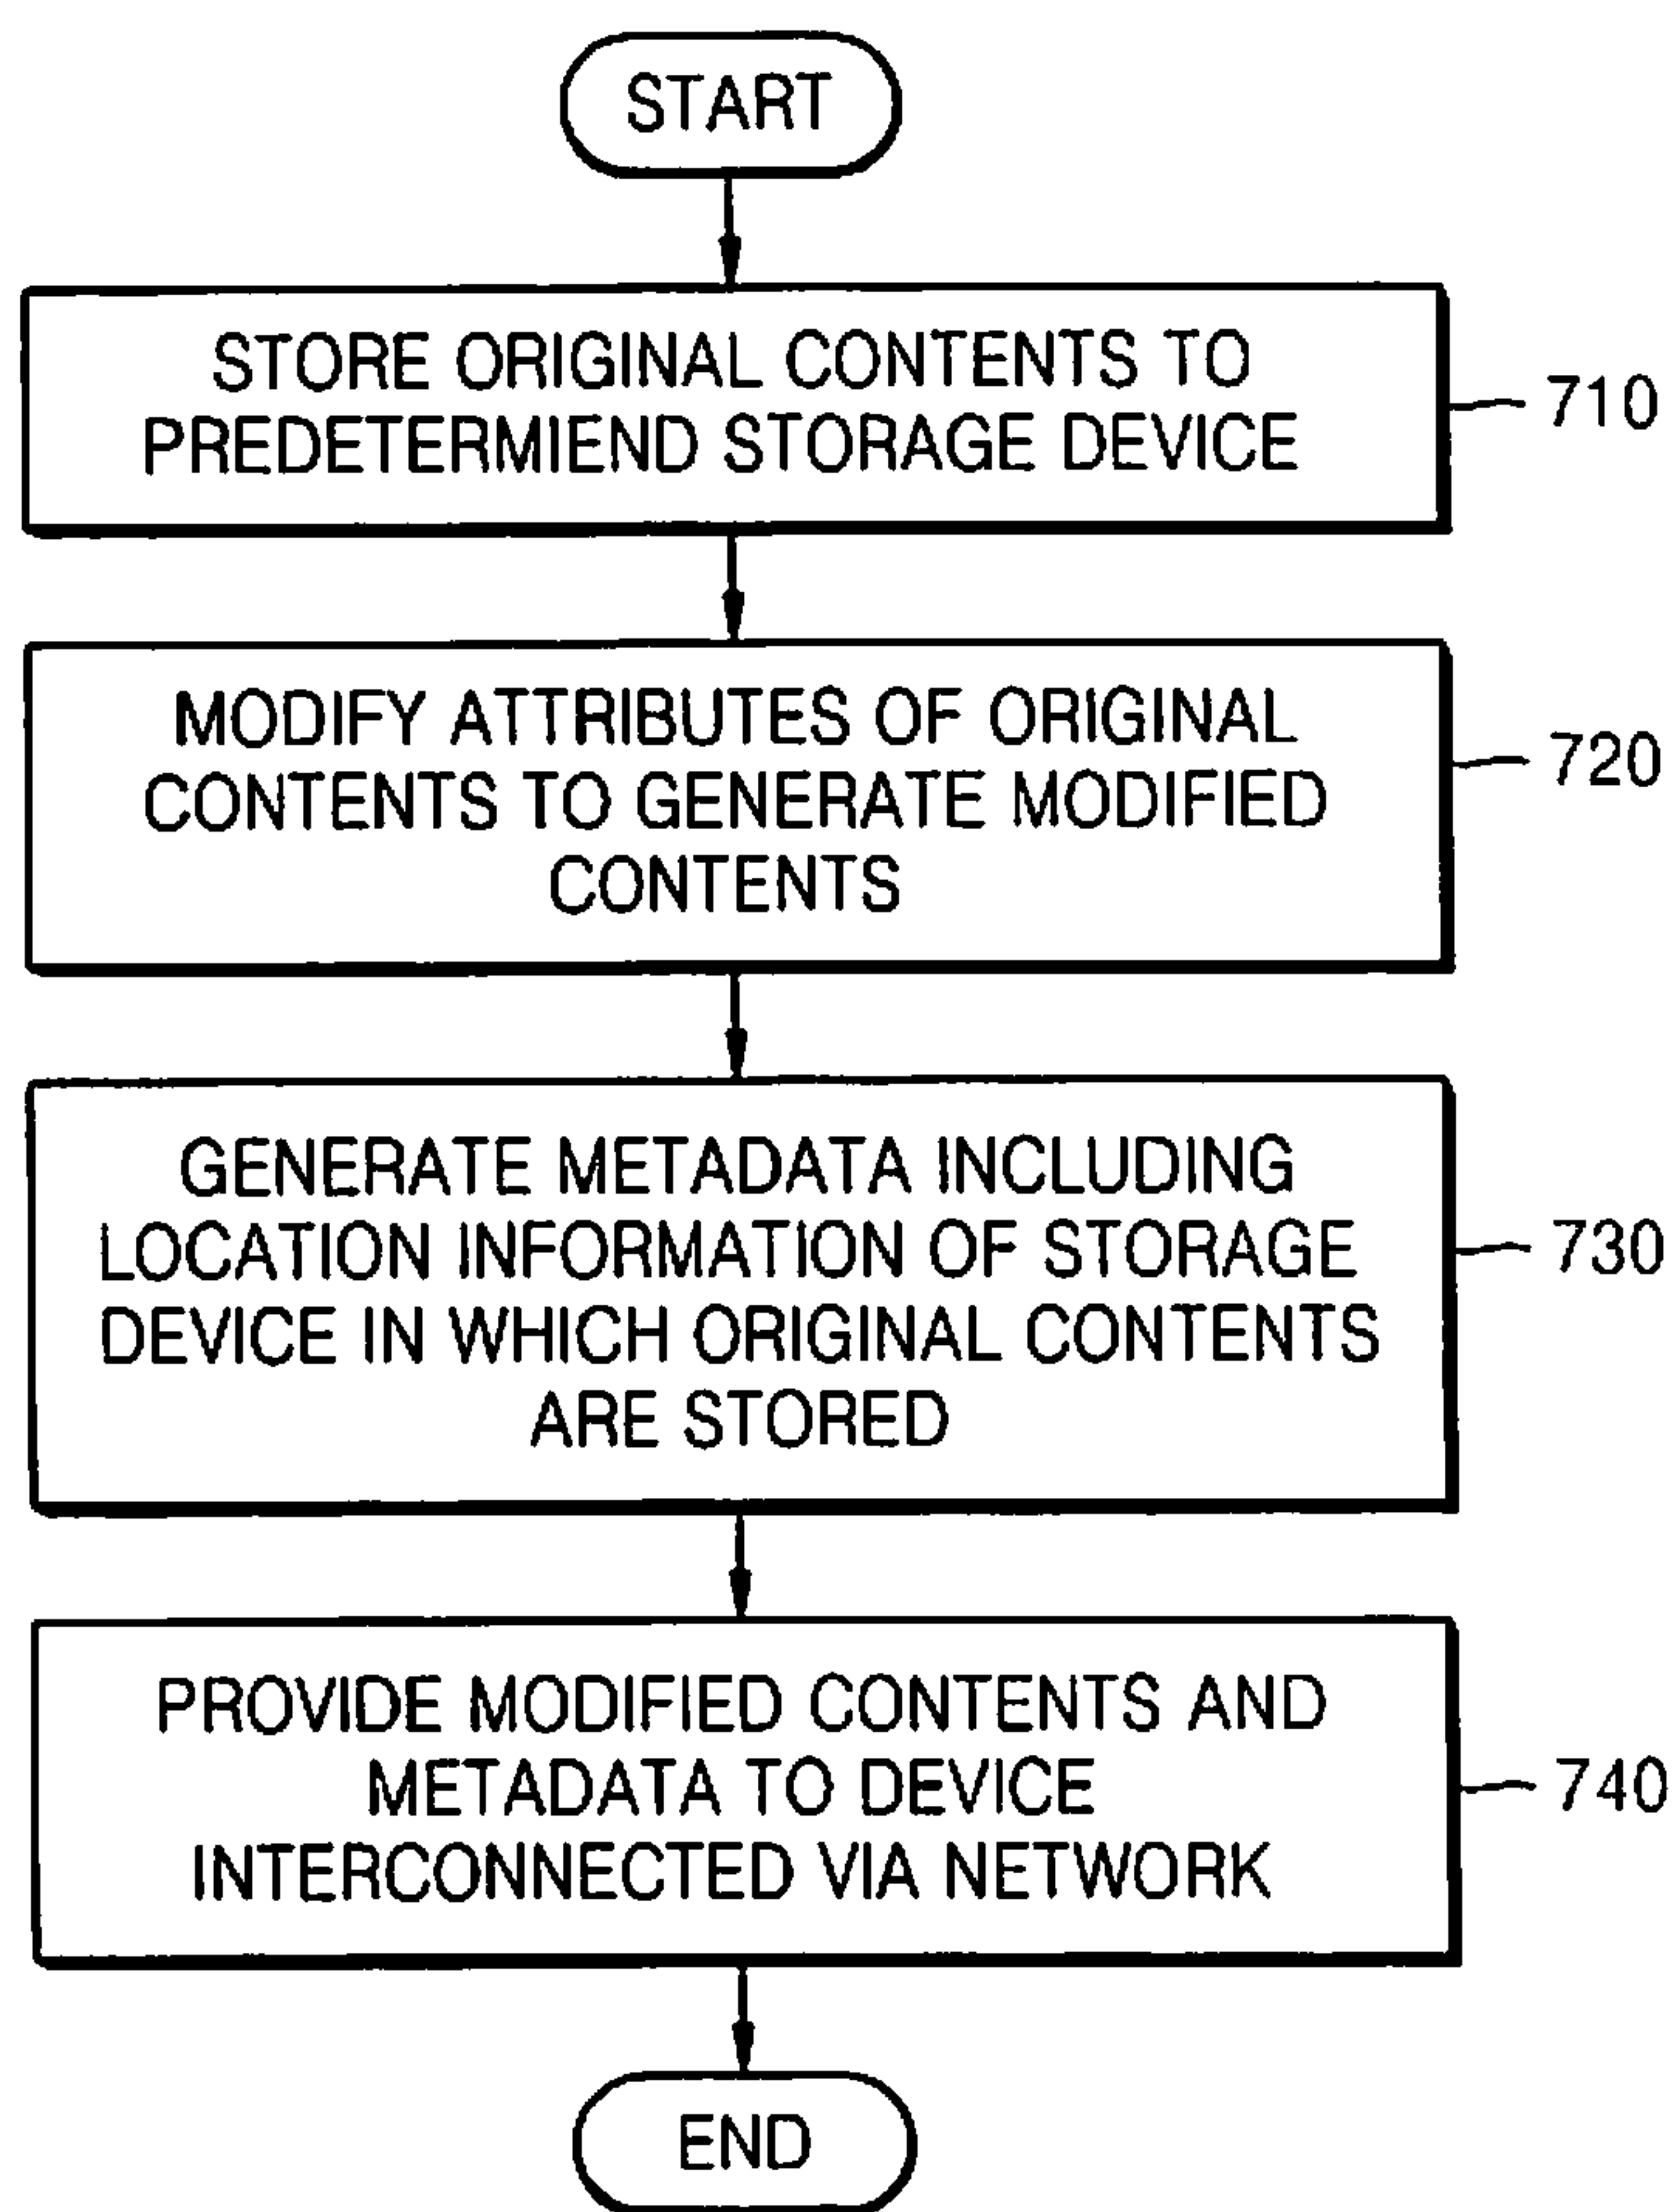 START
STORE ORIGINAL CONTENTS TO
PREDETERMIEND STORAGE DEVICE
710
MODIFY ATTRIBUTES OF ORIGINAL
CONTENTS TO GENERATE MODIFIED
CONTENTS
720
GENERATE METADATA INCLUDING
LOCATION INFORMATION OF STORAGE
DEVICE IN WHICH ORIGINAL CONTENTS
ARE STORED
730
PROVIDE MODIFIED CONTENTS AND
METADATA TO DEVICE
INTERCONNECTED VIA NETWORK
740
END